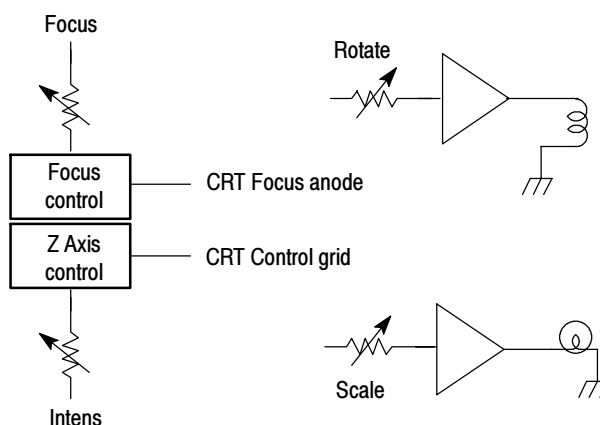 Focus
Rotate
Focus
control
CRT Focus anode
Z Axis
control
CRT Control grid
Scale
Intens